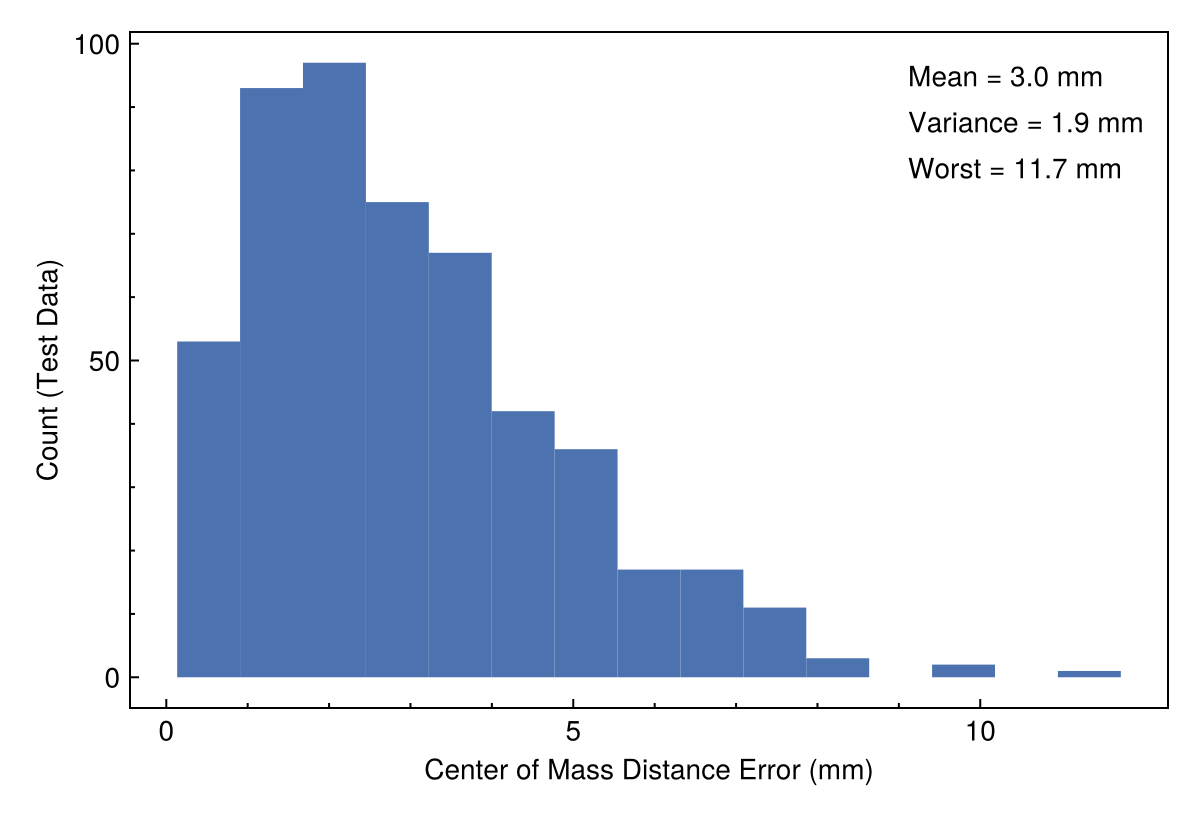 100
Mean = 3.0 mm
Variance = 1.9 mm
Worst = 11.7 mm
Count (Test Data)
50
0
0 5 10
Center of Mass Distance Error (mm)